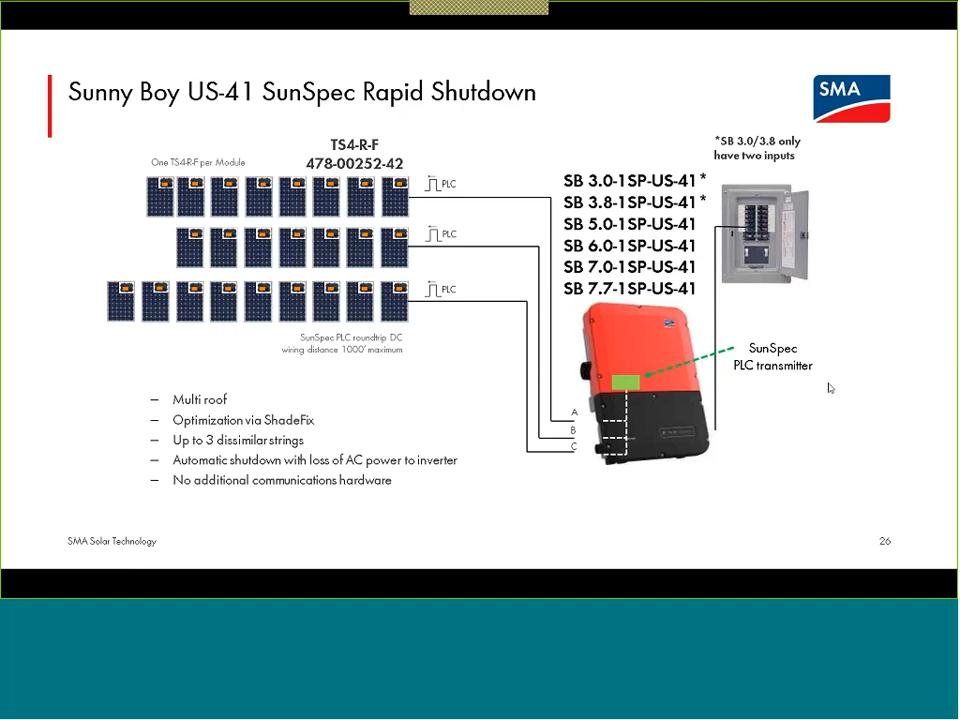 Sunny Boy US-41 SunSpec Rapid Shutdown
SMA
One TS4-R-F per Module
TS4-R-F
478-00252-42
*SB 3.0/3.8 only
have two inputs
PLC
PLC
PLC
SB 3.0-1SP-US-41*
SB 3.8-1SP-US-41*
SB 5.0-1SP-US-41
SB 6.0-1SP-US-41
SB 7.0-1SP-US-41
SB 7.7-1SP-US-41
SunSpec PLC roundtrip DC
wiring distance 1000' maximum
SunSpec
PLC transmitter
A
B
C
– Multi roof
– Optimization via ShadeFix
– Up to 3 dissimilar strings
– Automatic shutdown with loss of AC power to inverter
– No additional communications hardware
SMA Solar Technology
26